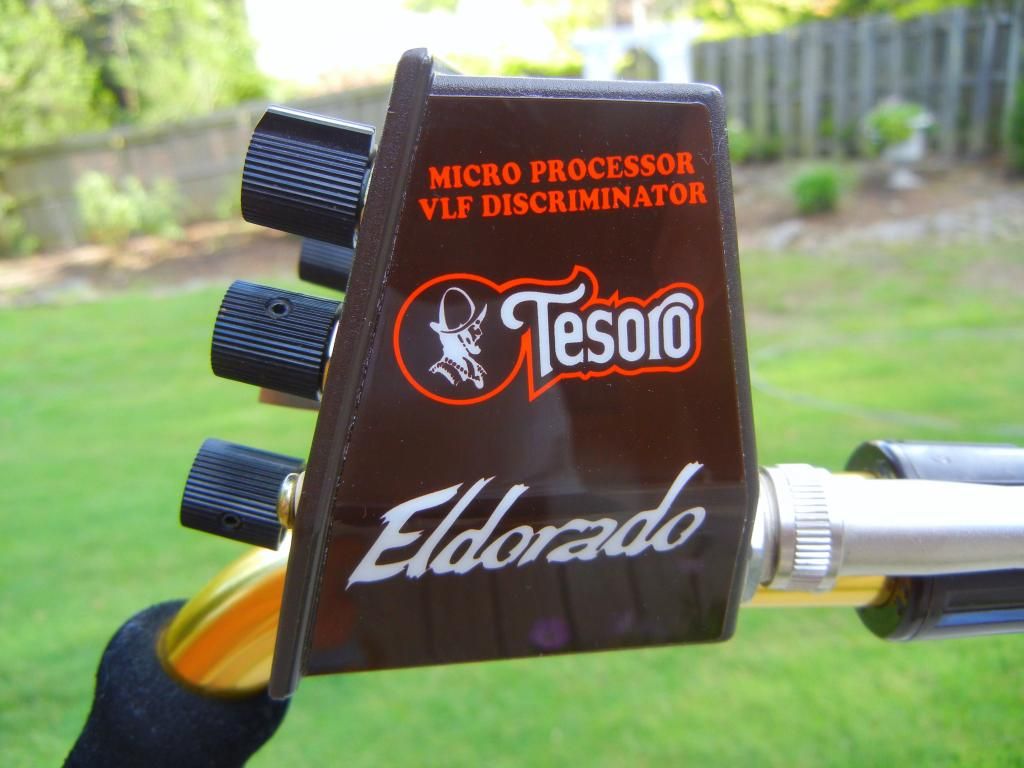 MICRO PROCESSOR
VLF DISCRIMINATOR
Tesoro
Eldorado